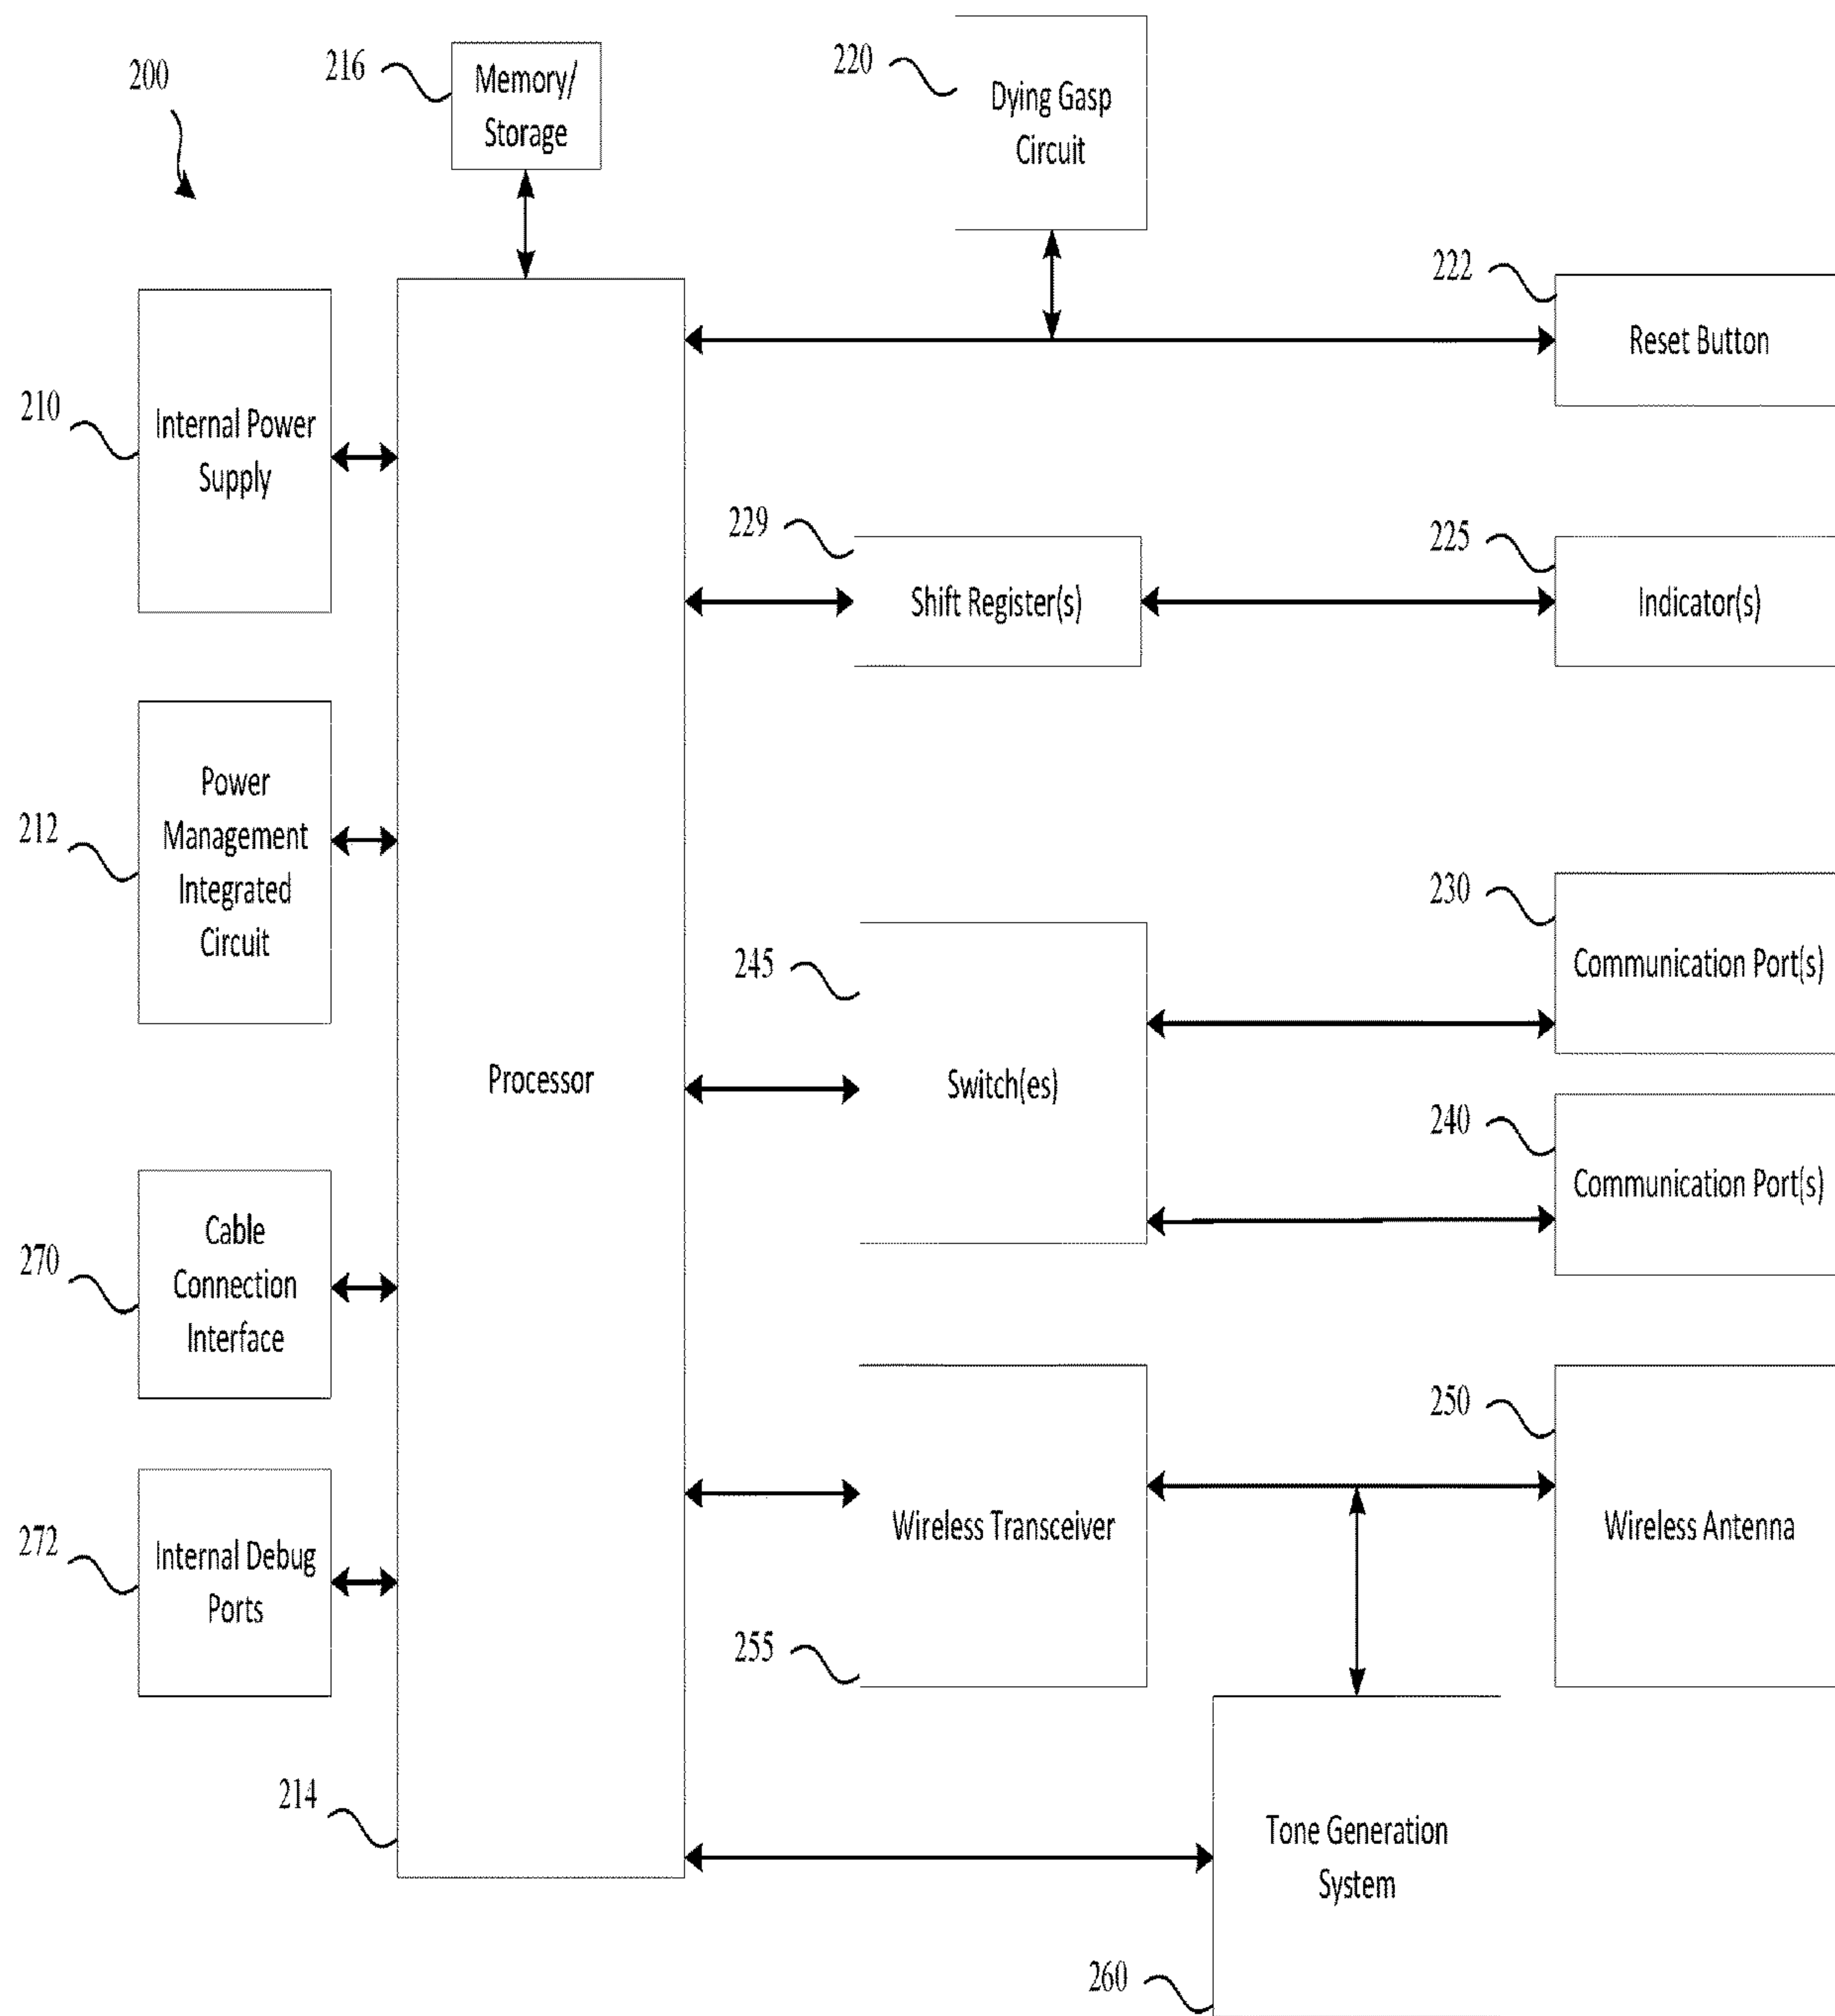 200
216
Memory/
Storage
220
Dying Gasp
Circuit
222
Reset Button
210
Internal Power
Supply
229
Shift Register(s)
225
Indicator(s)
212
Power
Management
Integrated
Circuit
Processor
245
Switch(es)
230
Communication Port(s)
240
Communication Port(s)
270
Cable
Connection
Interface
272
Internal Debug
Ports
Wireless Transceiver
255
250
Wireless Antenna
214
Tone Generation
System
260